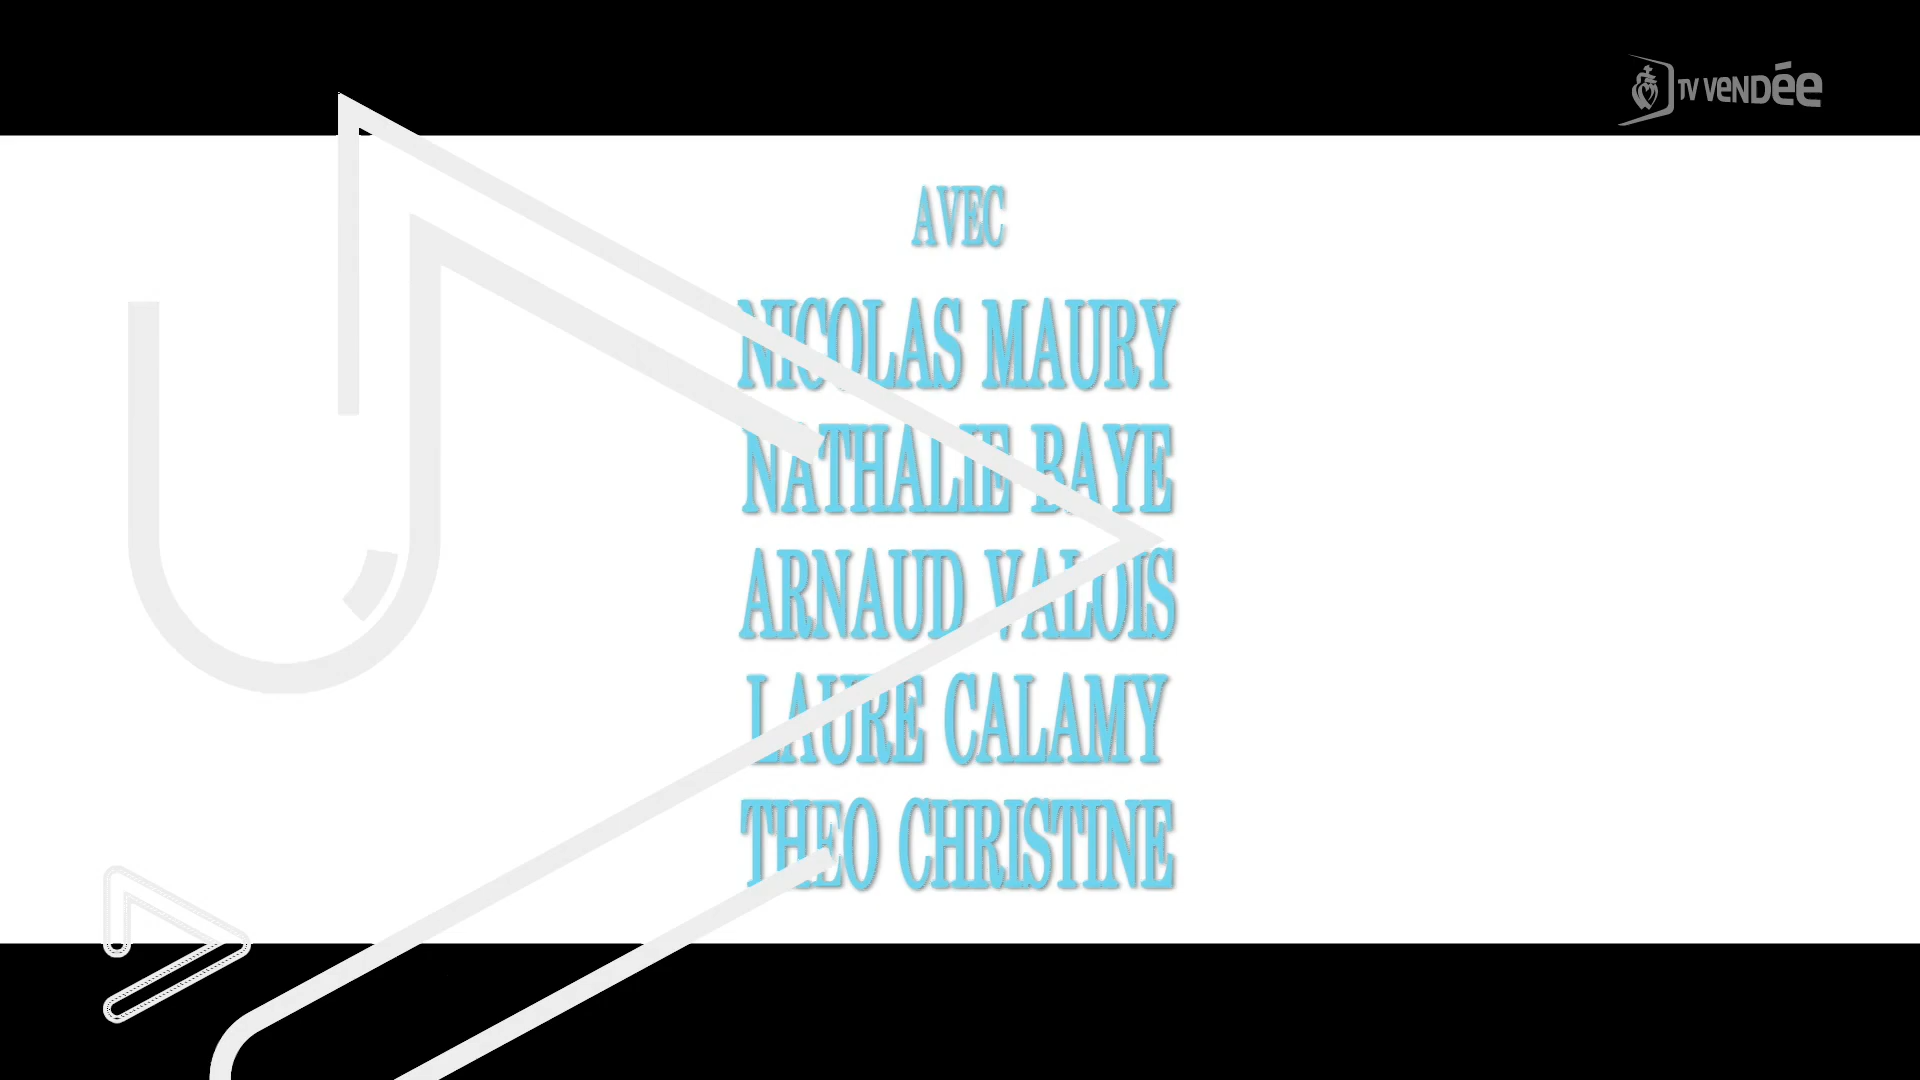 TV VENDÉE
AVEC
NICOLAS MAURY
NATHALIE BAYE
ARNAUD VALOIS
LAURE CALAMY
THEO CHRISTINE